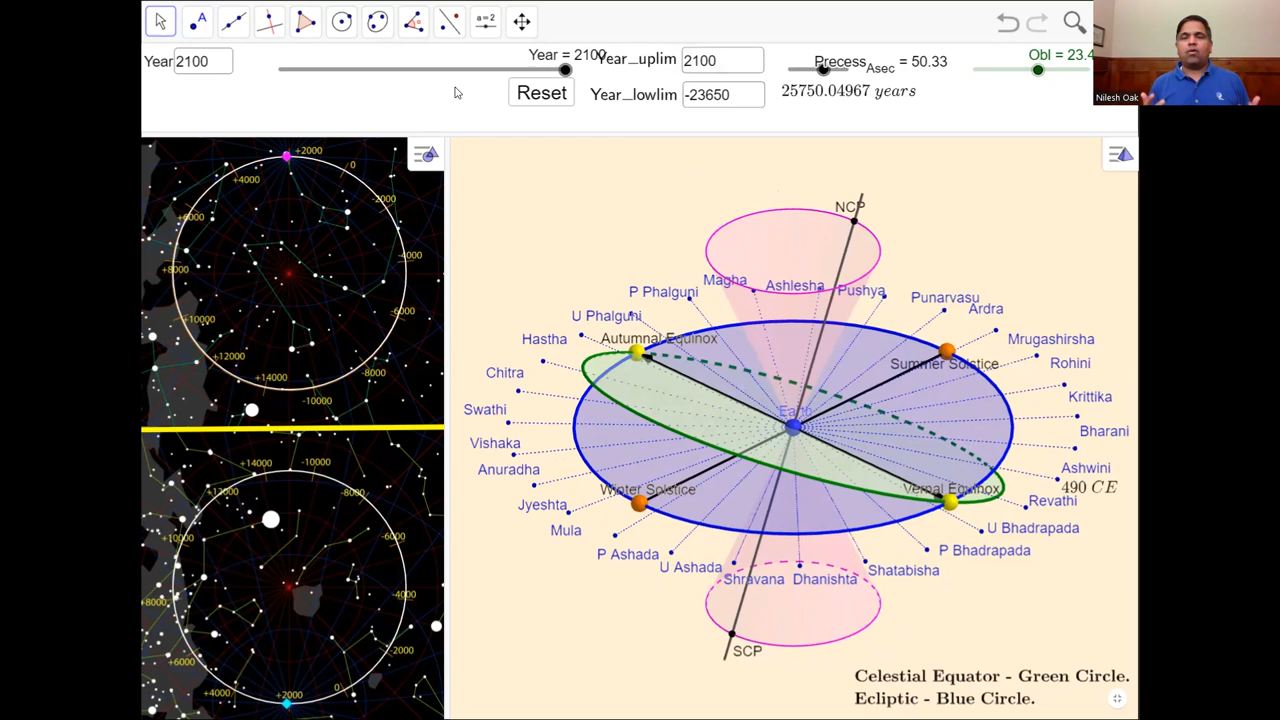 A
a=2
Year 2100
Year = 2100
Year_uplim 2100
Precess Asec = 50.33
Obl = 23.4
Reset
Year_lowlim -23650
25750.04967 years
Nilesh Oak
+2000
0
-2000
-4000
-6000
-8000
-10000
+14000
+12000
+10000
+8000
+6000
+4000
+14000
-10000
+12000
-8000
+10000
-6000
+8000
-4000
+6000
-2000
+4000
+2000
0
NCP
Magha
Ashlesha
Pushya
P Phalguni
Punarvasu
U Phalguni
Ardra
Hastha
Autumnal Equinox
Mrugashirsha
Chitra
Summer Solstice
Rohini
Swathi
Earth
Krittika
Vishaka
Bharani
Anuradha
Ashwini
490 CE
Winter Solstice
Vernal Equinox
Jyeshta
Revathi
Mula
U Bhadrapada
P Ashada
P Bhadrapada
U Ashada
Shravana
Dhanishta
Shatabisha
SCP
Celestial Equator - Green Circle.
Ecliptic - Blue Circle.